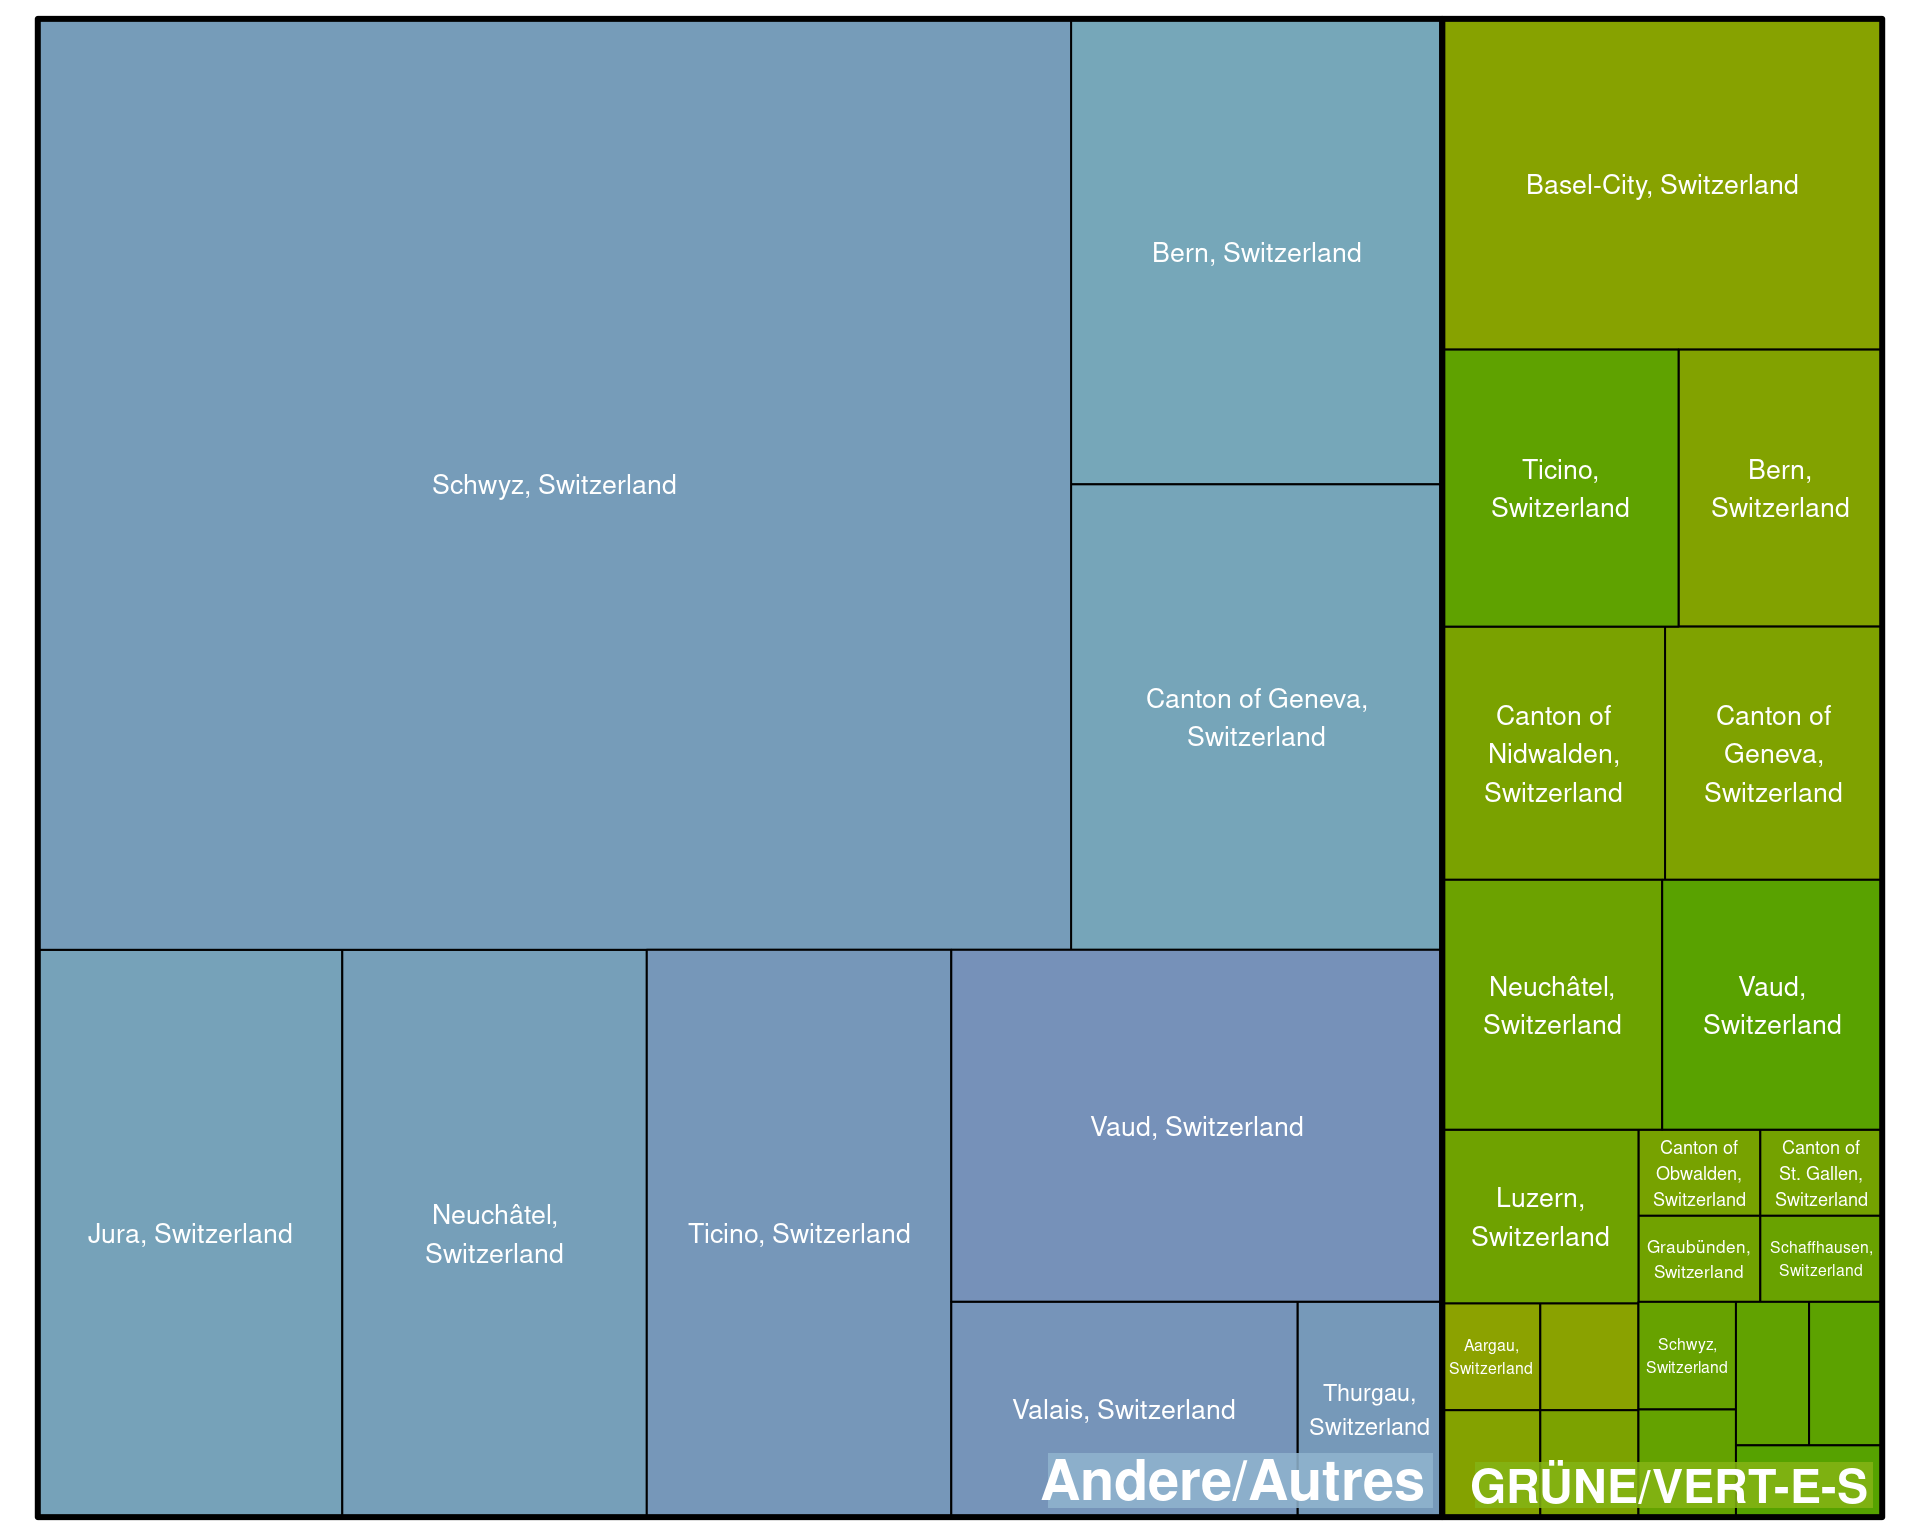 Schwyz, Switzerland
Bern, Switzerland
Canton of Geneva,
Switzerland
Jura, Switzerland
Neuchâtel,
Switzerland
Ticino, Switzerland
Vaud, Switzerland
Valais, Switzerland
Thurgau,
Switzerland
Andere/Autres
Basel-City, Switzerland
Ticino,
Switzerland
Bern,
Switzerland
Canton of
Nidwalden,
Switzerland
Canton of
Geneva,
Switzerland
Neuchâtel,
Switzerland
Vaud,
Switzerland
Luzern,
Switzerland
Canton of
Obwalden,
Switzerland
Canton of
St. Gallen,
Switzerland
Graubünden,
Switzerland
Schaffhausen,
Switzerland
Aargau,
Switzerland
Schwyz,
Switzerland
GRÜNE/VERT-E-S